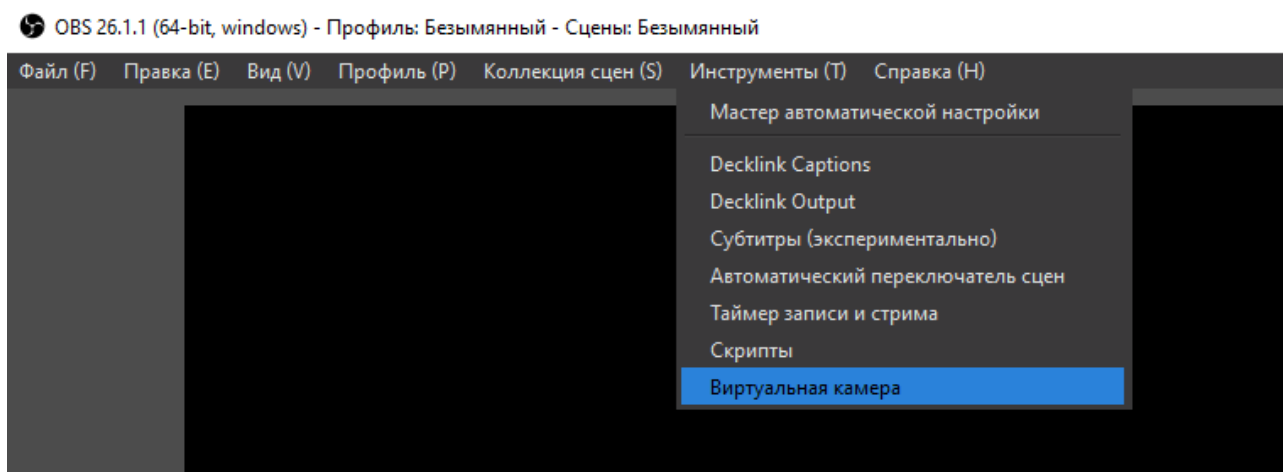 OBS 26.1.1 (64-bit, windows) - Профиль: Безымянный - Сцены: Безымянный
Файл (F) Правка (E) Вид (V) Профиль (P) Коллекция сцен (S) Инструменты (T) Справка (H)
Мастер автоматической настройки
Decklink Captions
Decklink Output
Субтитры (экспериментально)
Автоматический переключатель сцен
Таймер записи и стрима
Скрипты
Виртуальная камера